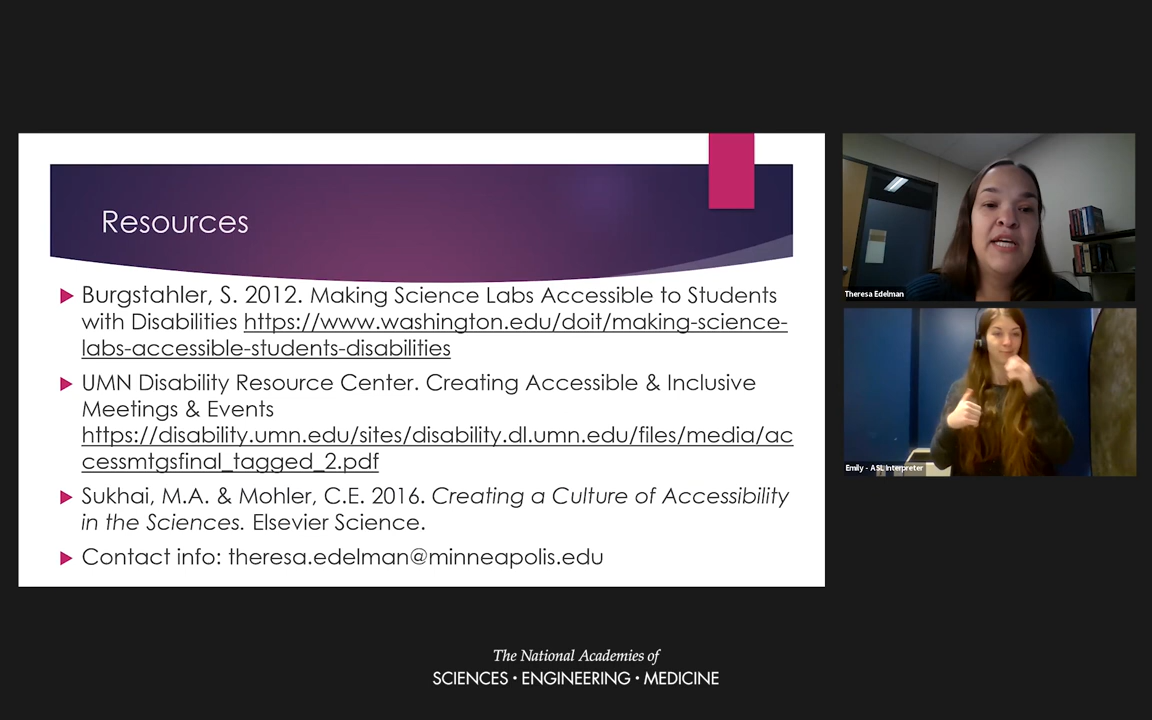 Resources
Burgstahler, S. 2012. Making Science Labs Accessible to Students
with Disabilities https://www.washington.edu/doit/making-science-
labs-accessible-students-disabilities
UMN Disability Resource Center. Creating Accessible & Inclusive
Meetings & Events
https://disability.umn.edu/sites/disability.dl.umn.edu/files/media/ac
cessmtgsfinal_tagged_2.pdf
Sukhai, M.A. & Mohler, C.E. 2016. Creating a Culture of Accessibility
in the Sciences. Elsevier Science.
Contact info: theresa.edelman@minneapolis.edu
Theresa Edelman
Emily - ASL Interpreter
The National Academies of
SCIENCES • ENGINEERING • MEDICINE